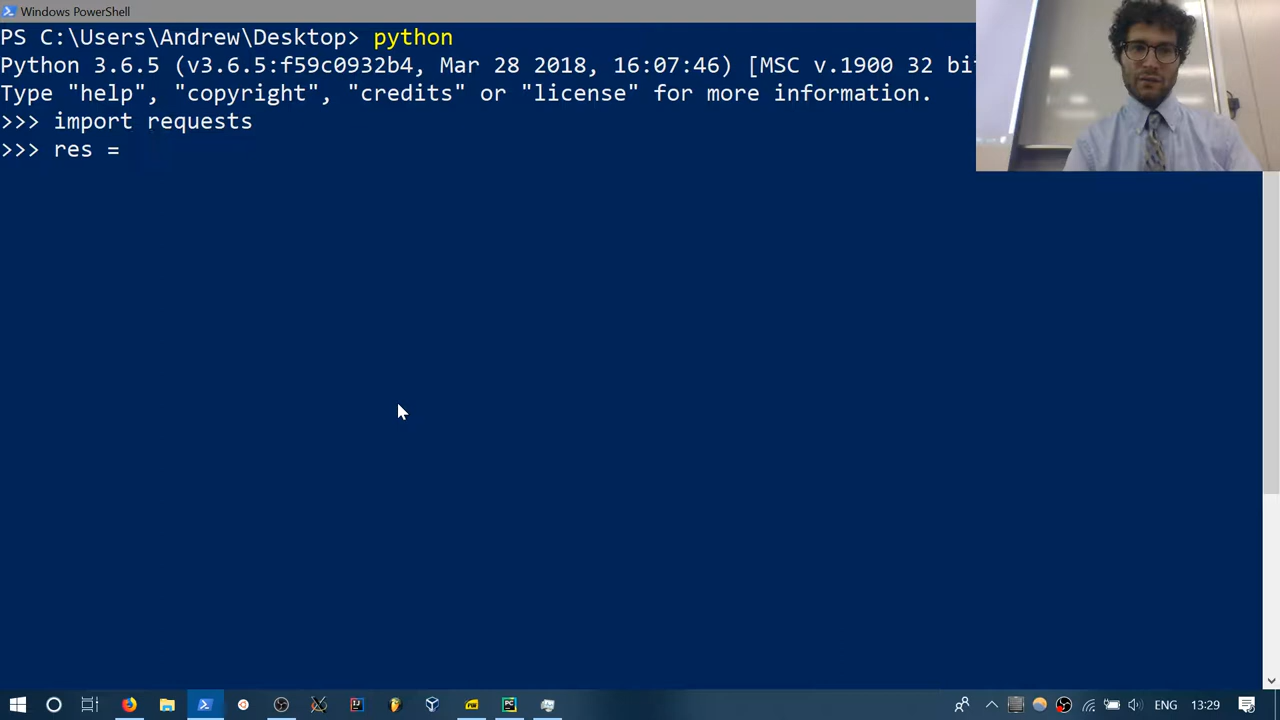 Windows PowerShell
PS C:\Users\Andrew\Desktop> python
Python 3.6.5 (v3.6.5:f59c0932b4, Mar 28 2018, 16:07:46) [MSC v.1900 32 bi
Type "help", "copyright", "credits" or "license" for more information.
>>> import requests
>>> res =
ENG
13:29